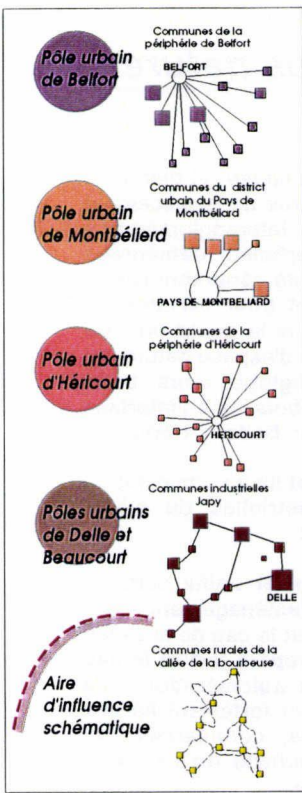 Pôle urbain
de Belfort
Communes de la
périphérie de Belfort
BELFORT
Pôle urbain
de Montbélierd
Communes du district
urbain du Pays de
Montbéliard
PAYS DE MONTBELIARD
Pôle urbain
d'Héricourt
Communes de la
périphérie d'Héricourt
HERICOURT
Pôles urbains
de Delle et
Beaucourt
Communes industrielles
Japy
DELLE
Aire
d'influence
schématique
Communes rurales de la
vallée de la bourbeuse